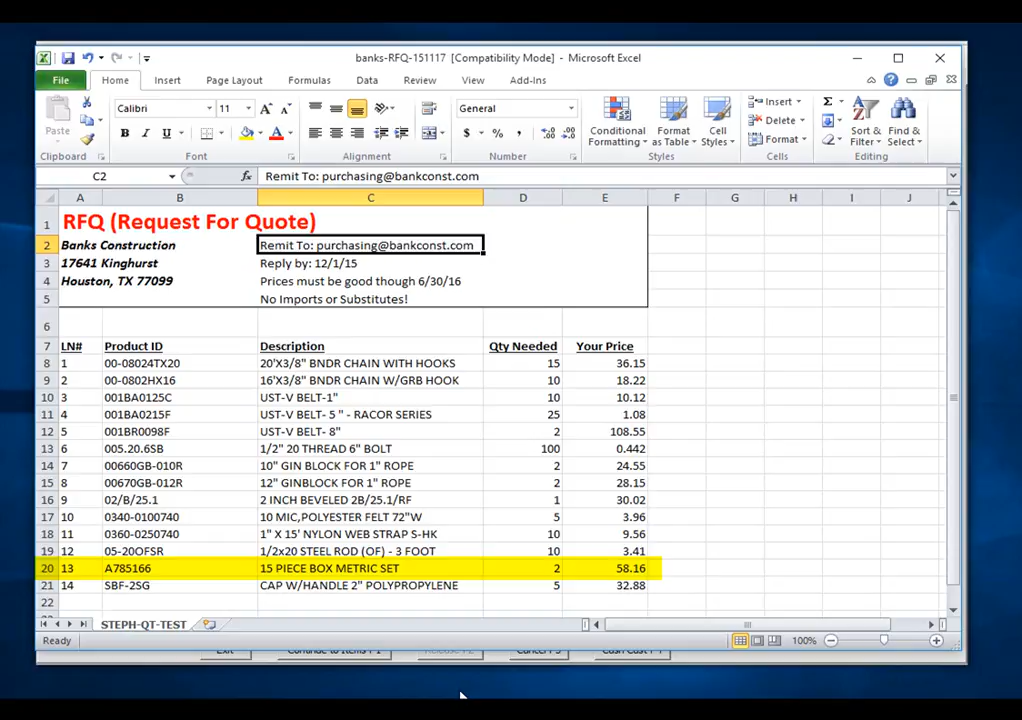 banks-RFQ-151117 [Compatibility Mode] - Microsoft Excel
File Home Insert Page Layout Formulas Data Review View Add-Ins
Paste
Calibri 11
B I U
General
$ % ,
Conditional Formatting
Format as Table
Cell Styles
Insert
Delete
Format
Sort & Filter
Find & Select
Clipboard Font Alignment Number Styles Cells Editing
C2 fx Remit To: purchasing@bankconst.com
A B C D E F G H I J
1 RFQ (Request For Quote)
2 Banks Construction Remit To: purchasing@bankconst.com
3 17641 Kinghurst Reply by: 12/1/15
4 Houston, TX 77099 Prices must be good though 6/30/16
5 No Imports or Substitutes!
6
7 LN# Product ID Description Qty Needed Your Price
8 1 00-08024TX20 20'X3/8" BNDR CHAIN WITH HOOKS 15 36.15
9 2 00-0802HX16 16'X3/8" BNDR CHAIN W/GRB HOOK 10 18.22
10 3 001BA0125C UST-V BELT-1" 10 10.12
11 4 001BA0215F UST-V BELT- 5 " - RACOR SERIES 25 1.08
12 5 001BR0098F UST-V BELT- 8" 2 108.55
13 6 005.20.6SB 1/2" 20 THREAD 6" BOLT 100 0.442
14 7 00660GB-010R 10" GIN BLOCK FOR 1" ROPE 2 24.55
15 8 00670GB-012R 12" GINBLOCK FOR 1" ROPE 2 28.15
16 9 02/B/25.1 2 INCH BEVELED 2B/25.1/RF 1 30.02
17 10 0340-0100740 10 MIC,POLYESTER FELT 72"W 5 3.96
18 11 0360-0250740 1" X 15' NYLON WEB STRAP S-HK 10 9.56
19 12 05-20OFSR 1/2x20 STEEL ROD (OF) - 3 FOOT 10 3.41
20 13 A785166 15 PIECE BOX METRIC SET 2 58.16
21 14 SBF-2SG CAP W/HANDLE 2" POLYPROPYLENE 5 32.88
22
STEPH-QT-TEST
Ready 100%